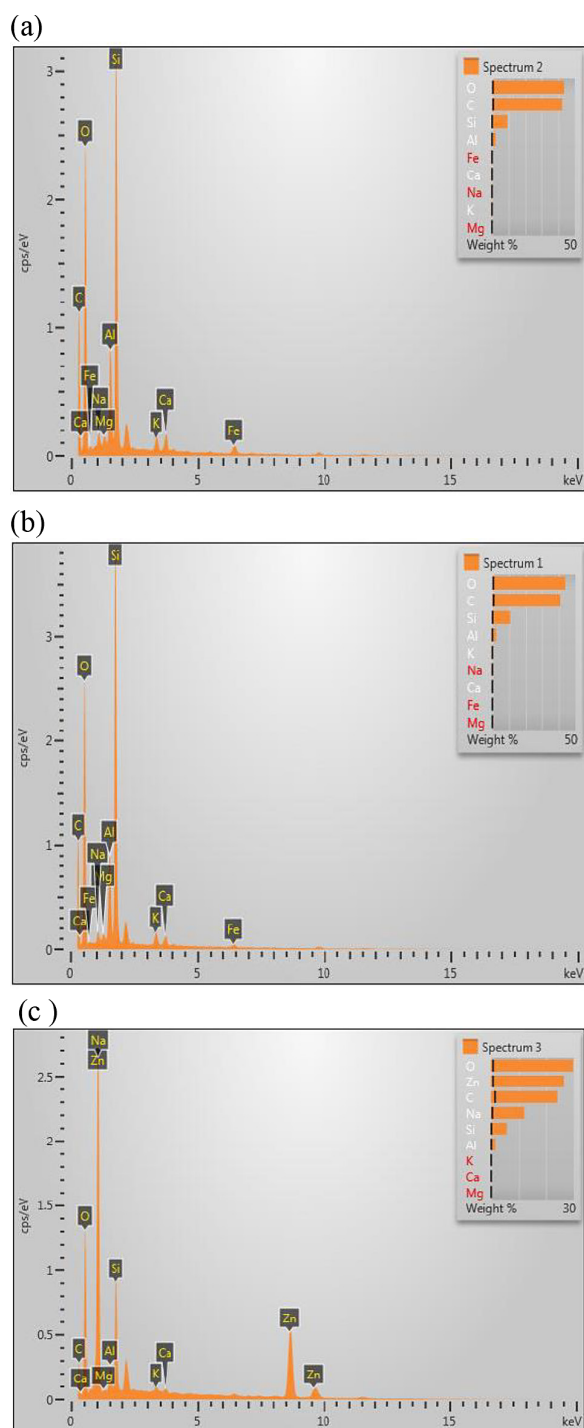 (a)
Spectrum 2
O
C
Si
Al
Fe
Ca
Na
K
Mg
Weight % 50
cps/eV
3
2
1
0
Si
O
C
Al
Fe
Na
Ca
Mg
K
Ca
Fe
0 5 10 15 keV
(b)
Spectrum 1
O
C
Si
Al
K
Na
Ca
Fe
Mg
Weight % 50
cps/eV
3
2
1
0
Si
O
C
Al
Na
Mg
Fe
Ca
K
Ca
Fe
0 5 10 15 keV
(c )
Spectrum 3
O
Zn
C
Na
Si
Al
K
Ca
Mg
Weight % 30
cps/eV
2.5
2
1.5
1
0.5
0
Na
Zn
O
Si
C
Al
Ca
Mg
K
Ca
Zn
Zn
0 5 10 15 keV